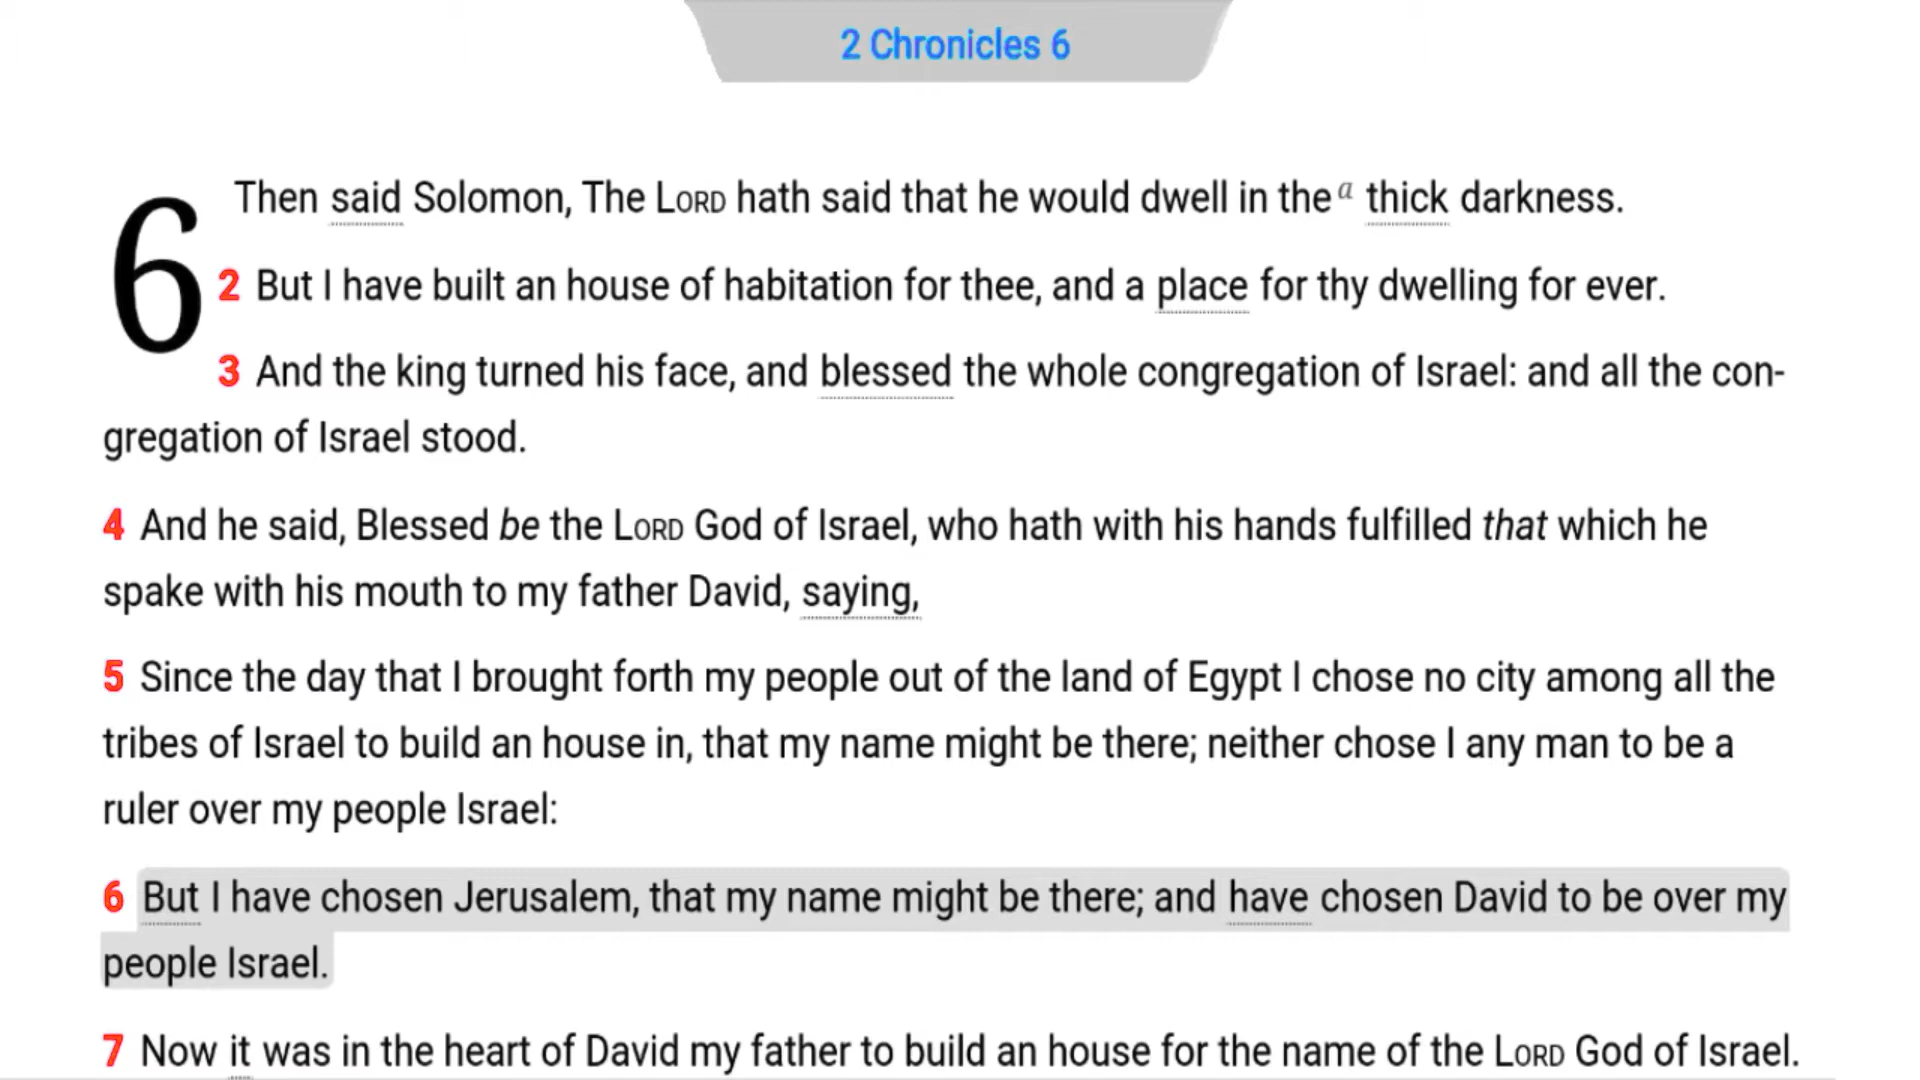 2 Chronicles 6
6 Then said Solomon, The LORD hath said that he would dwell in the a thick darkness.
2 But I have built an house of habitation for thee, and a place for thy dwelling for ever.
3 And the king turned his face, and blessed the whole congregation of Israel: and all the con-
gregation of Israel stood.
4 And he said, Blessed be the LORD God of Israel, who hath with his hands fulfilled that which he
spake with his mouth to my father David, saying,
5 Since the day that I brought forth my people out of the land of Egypt I chose no city among all the
tribes of Israel to build an house in, that my name might be there; neither chose I any man to be a
ruler over my people Israel:
6 But I have chosen Jerusalem, that my name might be there; and have chosen David to be over my
people Israel.
7 Now it was in the heart of David my father to build an house for the name of the LORD God of Israel.